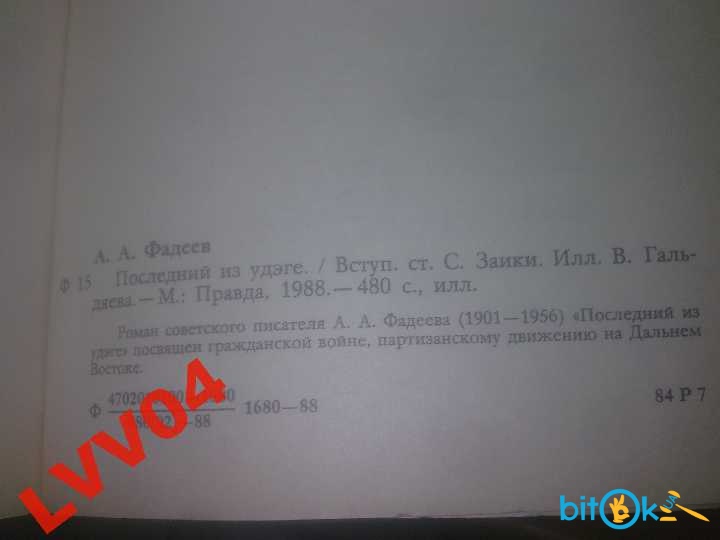 А. А. Фадеев
Ф 15 Последний из удэге. / Вступ. ст. С. Заики. Илл. В. Галь-
дяева.— М.: Правда, 1988.— 480 с., илл.
Роман советского писателя А. А. Фадеева (1901—1956) «Последний из
удэге» посвящен гражданской войне, партизанскому движению на Дальнем
Востоке.
Ф 1680—88
84 Р 7
LVV04
bitOk